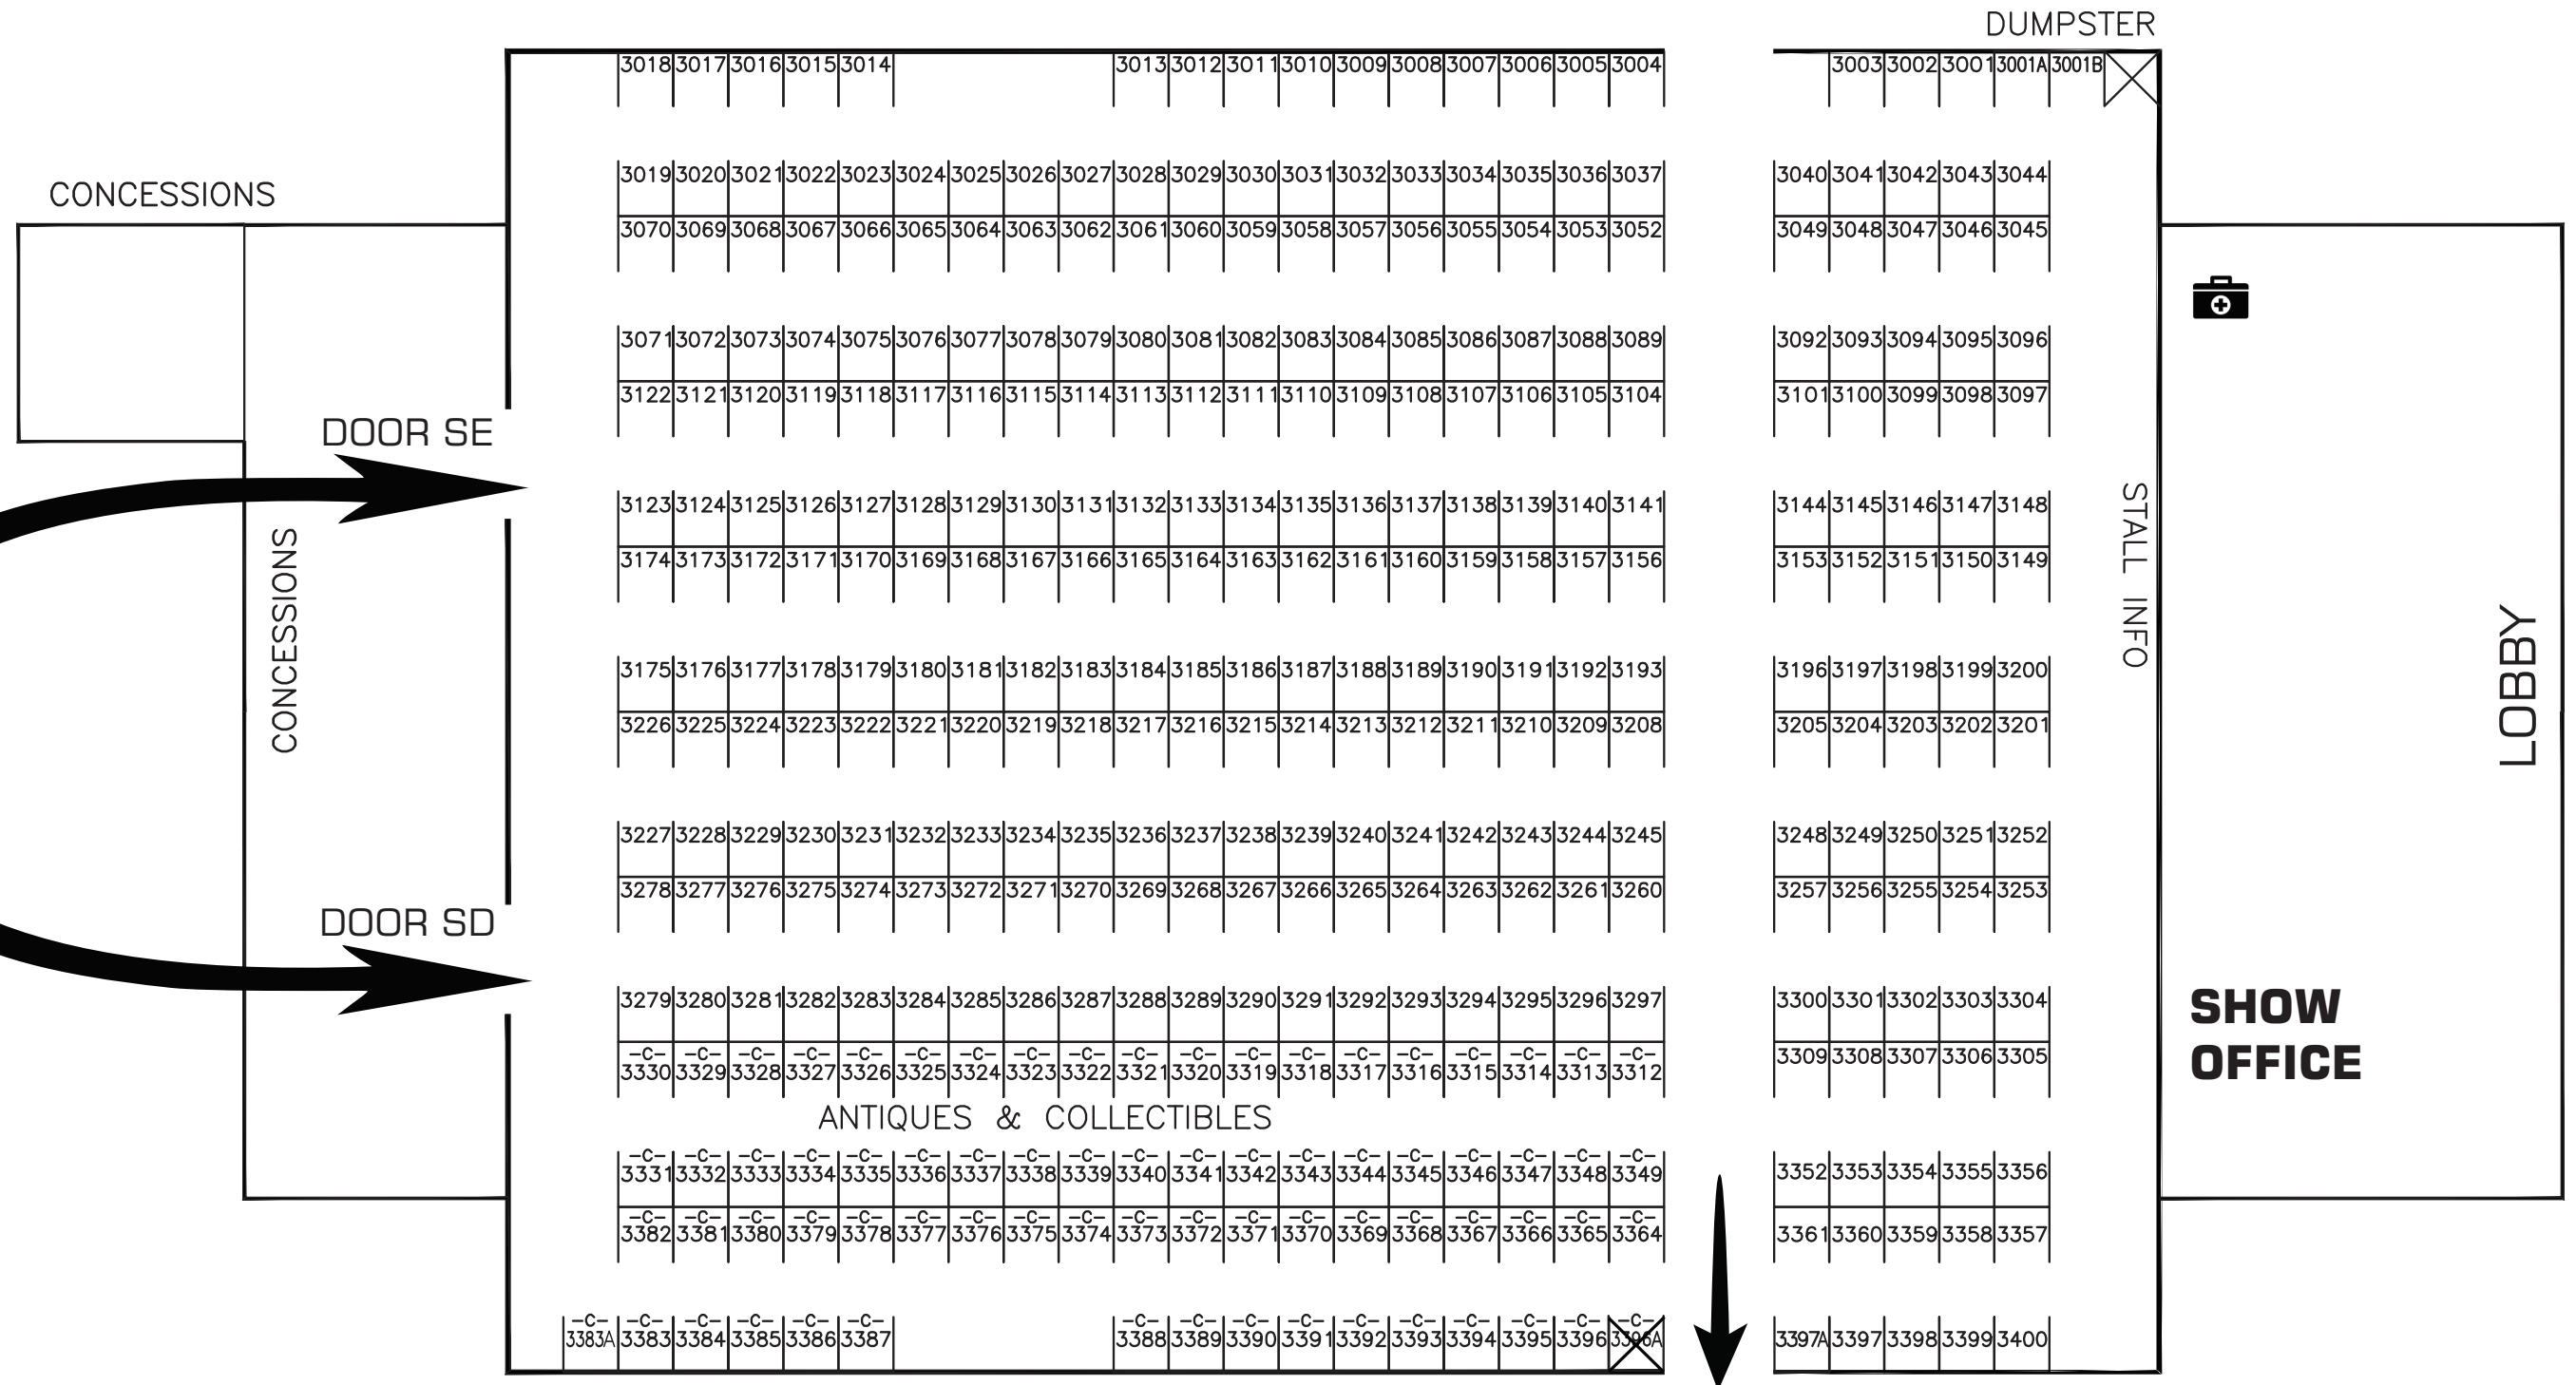 DUMPSTER
3018 3017 3016 3015 3014 3013 3012 3011 3010 3009 3008 3007 3006 3005 3004 3003 3002 3001 3001A 3001B
CONCESSIONS
3019 3020 3021 3022 3023 3024 3025 3026 3027 3028 3029 3030 3031 3032 3033 3034 3035 3036 3037 3040 3041 3042 3043 3044
3070 3069 3068 3067 3066 3065 3064 3063 3062 3061 3060 3059 3058 3057 3056 3055 3054 3053 3052 3049 3048 3047 3046 3045
3071 3072 3073 3074 3075 3076 3077 3078 3079 3080 3081 3082 3083 3084 3085 3086 3087 3088 3089 3092 3093 3094 3095 3096
3122 3121 3120 3119 3118 3117 3116 3115 3114 3113 3112 3111 3110 3109 3108 3107 3106 3105 3104 3101 3100 3099 3098 3097
DOOR SE
3123 3124 3125 3126 3127 3128 3129 3130 3131 3132 3133 3134 3135 3136 3137 3138 3139 3140 3141 3144 3145 3146 3147 3148
3174 3173 3172 3171 3170 3169 3168 3167 3166 3165 3164 3163 3162 3161 3160 3159 3158 3157 3156 3153 3152 3151 3150 3149
STALL INFO
CONCESSIONS
LOBBY
3175 3176 3177 3178 3179 3180 3181 3182 3183 3184 3185 3186 3187 3188 3189 3190 3191 3192 3193 3196 3197 3198 3199 3200
3226 3225 3224 3223 3222 3221 3220 3219 3218 3217 3216 3215 3214 3213 3212 3211 3210 3209 3208 3205 3204 3203 3202 3201
3227 3228 3229 3230 3231 3232 3233 3234 3235 3236 3237 3238 3239 3240 3241 3242 3243 3244 3245 3248 3249 3250 3251 3252
3278 3277 3276 3275 3274 3273 3272 3271 3270 3269 3268 3267 3266 3265 3264 3263 3262 3261 3260 3257 3256 3255 3254 3253
DOOR SD
3279 3280 3281 3282 3283 3284 3285 3286 3287 3288 3289 3290 3291 3292 3293 3294 3295 3296 3297 3300 3301 3302 3303 3304
SHOW
OFFICE
-C- -C- -C- -C- -C- -C- -C- -C- -C- -C- -C- -C- -C- -C- -C- -C- -C- -C- -C-
3330 3329 3328 3327 3326 3325 3324 3323 3322 3321 3320 3319 3318 3317 3316 3315 3314 3313 3312 3309 3308 3307 3306 3305
ANTIQUES & COLLECTIBLES
-C- -C- -C- -C- -C- -C- -C- -C- -C- -C- -C- -C- -C- -C- -C- -C- -C- -C- -C-
3331 3332 3333 3334 3335 3336 3337 3338 3339 3340 3341 3342 3343 3344 3345 3346 3347 3348 3349 3352 3353 3354 3355 3356
-C- -C- -C- -C- -C- -C- -C- -C- -C- -C- -C- -C- -C- -C- -C- -C- -C- -C- -C-
3382 3381 3380 3379 3378 3377 3376 3375 3374 3373 3372 3371 3370 3369 3368 3367 3366 3365 3364 3361 3360 3359 3358 3357
-C- -C- -C- -C- -C- -C- -C- -C- -C- -C- -C- -C- -C- -C- -C- -C-
3383A 3383 3384 3385 3386 3387 3388 3389 3390 3391 3392 3393 3394 3395 3396 3396A 3397A 3397 3398 3399 3400